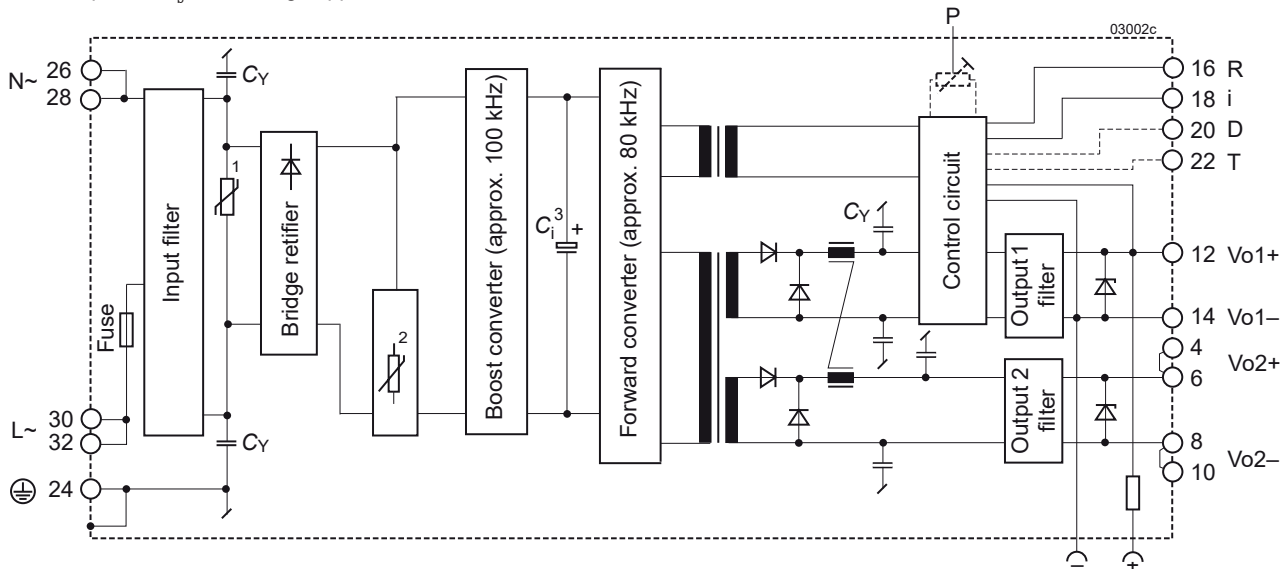 P
03002c
N~ 26
28
CY
Fuse
L~ 30
32
24
Input filter
1
CY
Bridge retifier
2
Boost converter (approx. 100 kHz)
Ci 3 +
Forward converter (approx. 80 kHz)
CY
Control circuit
Output 1 filter
Output 2 filter
16 R
18 i
20 D
22 T
12 Vo1+
14 Vo1–
4
Vo2+
6
8
Vo2–
10
– +